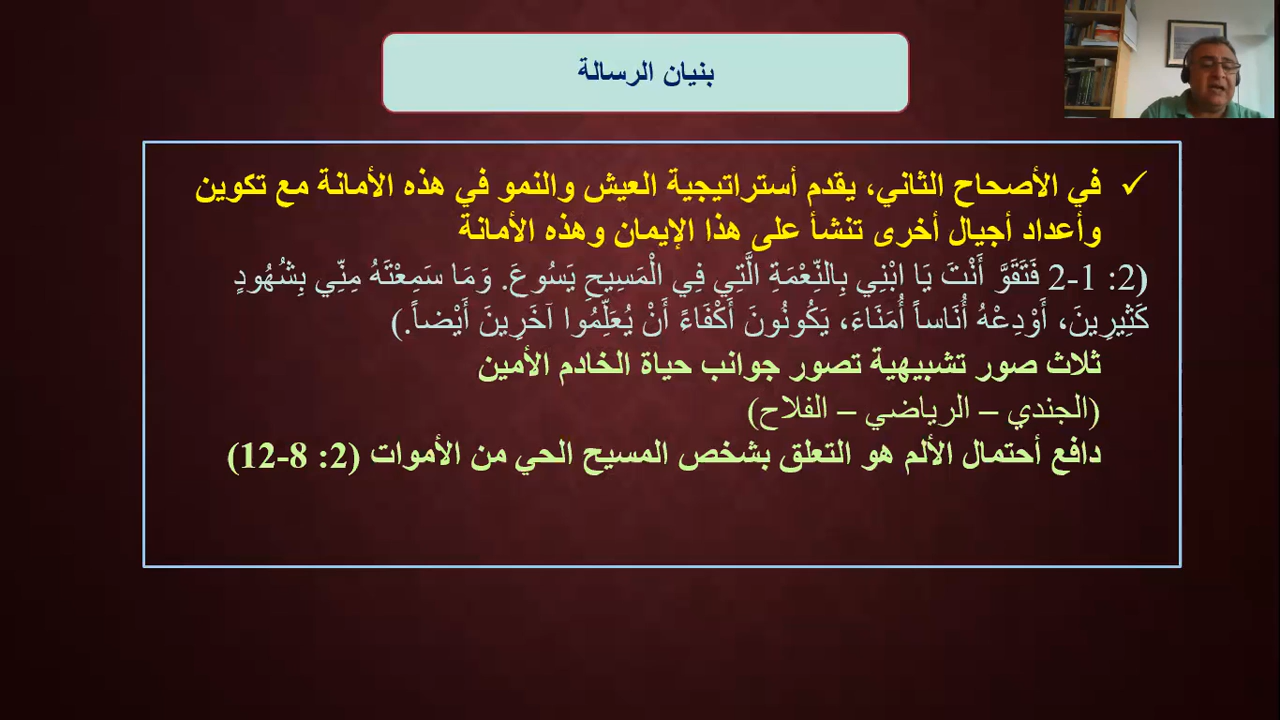 بنيان الرسالة
✓ في الأصحاح الثاني، يقدم أستراتيجية العيش والنمو في هذه الأمانة مع تكوين
وأعداد أجيال أخرى تنشأ على هذا الإيمان وهذه الأمانة
(2: 1-2 فَتَقَوَّ أَنْتَ يَا ابْنِي بِالنِّعْمَةِ الَّتِي فِي الْمَسِيحِ يَسُوعَ. وَمَا سَمِعْتَهُ مِنِّي بِشُهُودٍ
كَثِيرِينَ، أَوْدِعْهُ أُنَاساً أُمَنَاءَ، يَكُونُونَ أَكْفَاءً أَنْ يُعَلِّمُوا آخَرِينَ أَيْضاً.)
ثلاث صور تشبيهية تصور جوانب حياة الخادم الأمين
(الجندي – الرياضي – الفلاح)
دافع أحتمال الألم هو التعلق بشخص المسيح الحي من الأموات (2: 8-12)